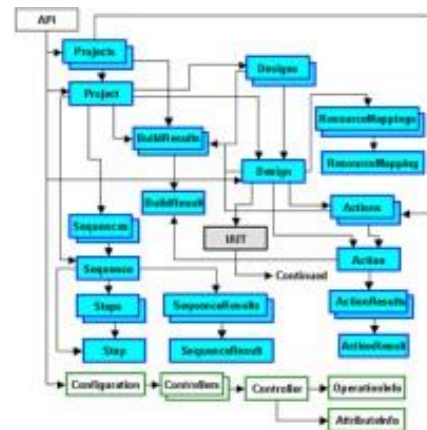 API
Projects
Designs
Project
ResourceMappings
BuildResults
Design
ResourceMapping
BuildResult
Actions
Sequences
Action
Sequence
Continued
Steps
SequenceResults
ActionResults
Step
SequenceResult
ActionResult
Configuration
Controllers
Controller
OperationInfo
AttributeInfo